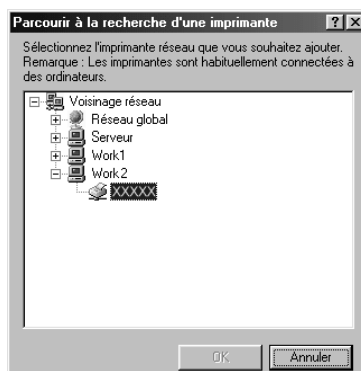 Parcourir à la recherche d'une imprimante
Sélectionnez l'imprimante réseau que vous souhaitez ajouter.
Remarque : Les imprimantes sont habituellement connectées à
des ordinateurs.
Voisinage réseau
Réseau global
Serveur
Work1
Work2
XXXXX
OK
Annuler